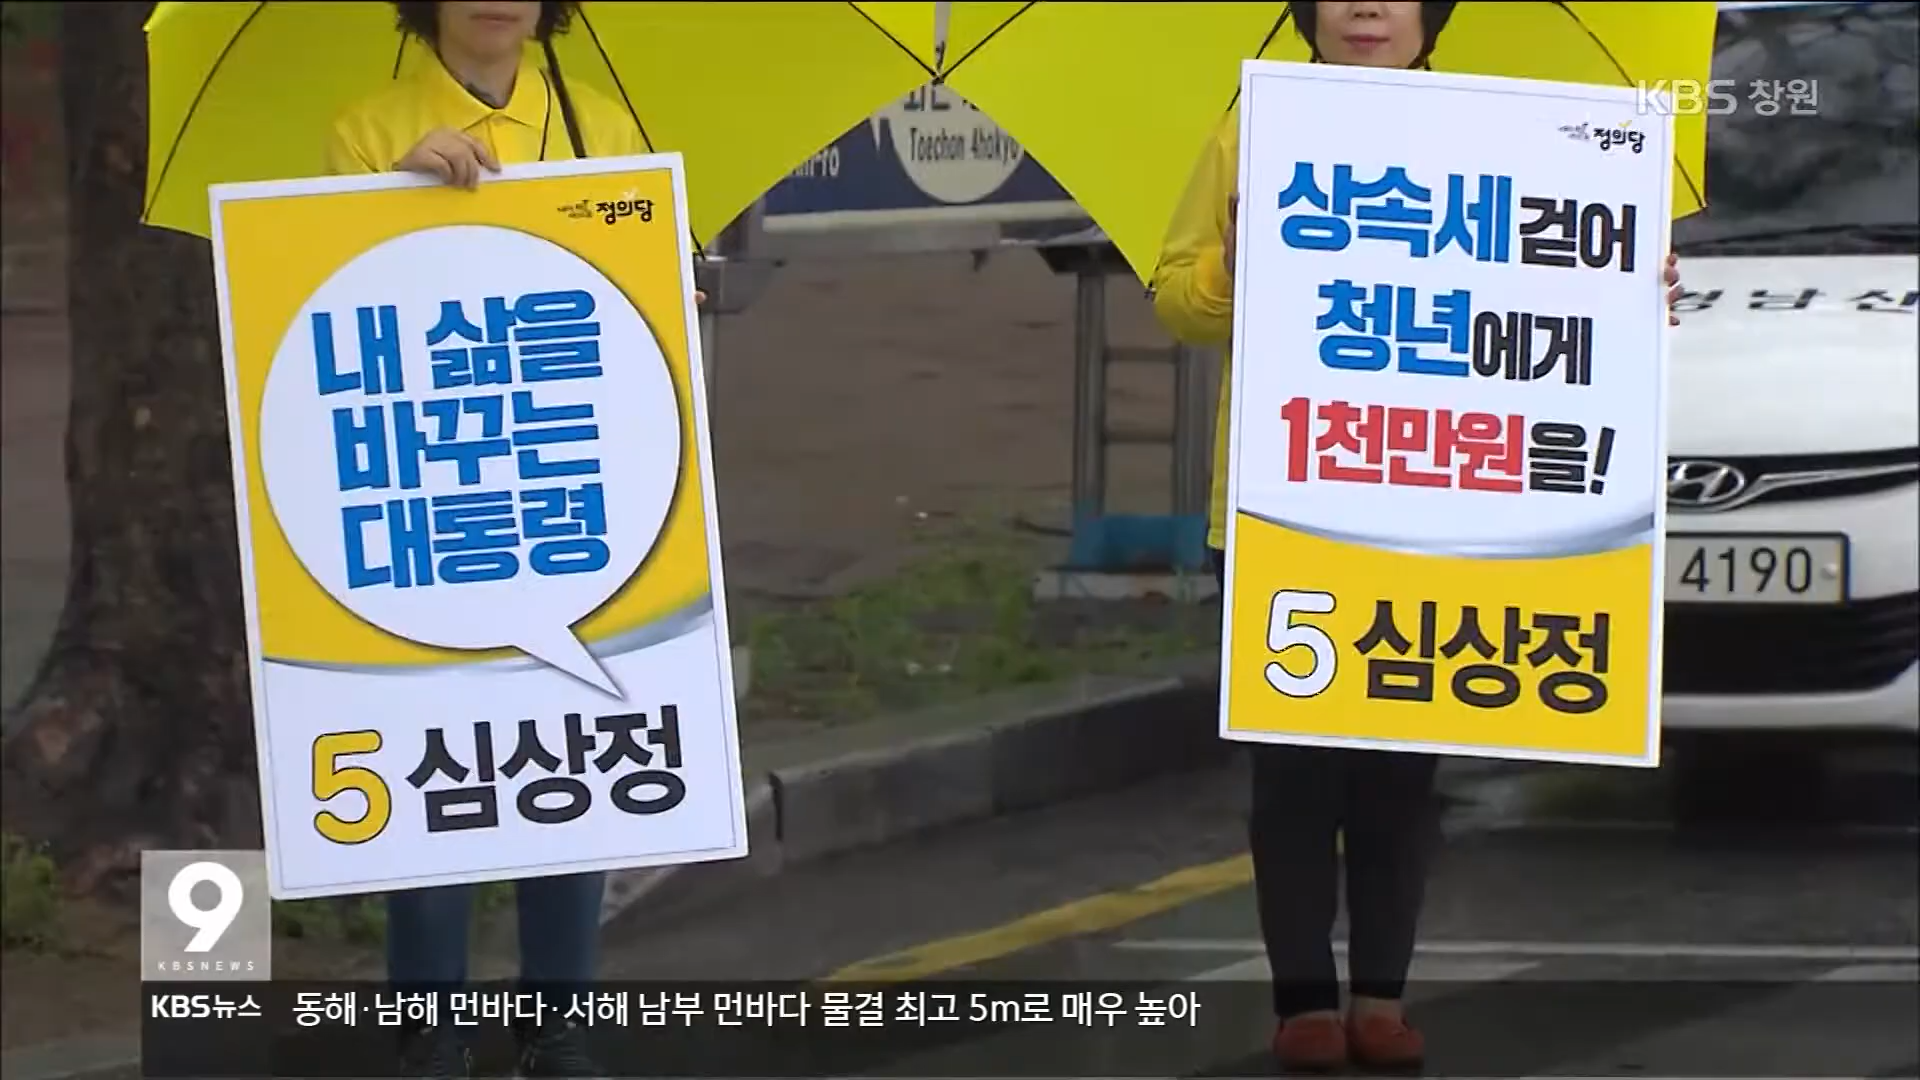 KBS 창원
Toechon 4hakyo
정의당
내 삶을
바꾸는
대통령
5 심상정
정의당
상속세 걷어
청년에게
1천만원을!
5 심상정
4190
9
KBSNEWS
KBS뉴스 동해·남해 먼바다·서해 남부 먼바다 물결 최고 5m로 매우 높아